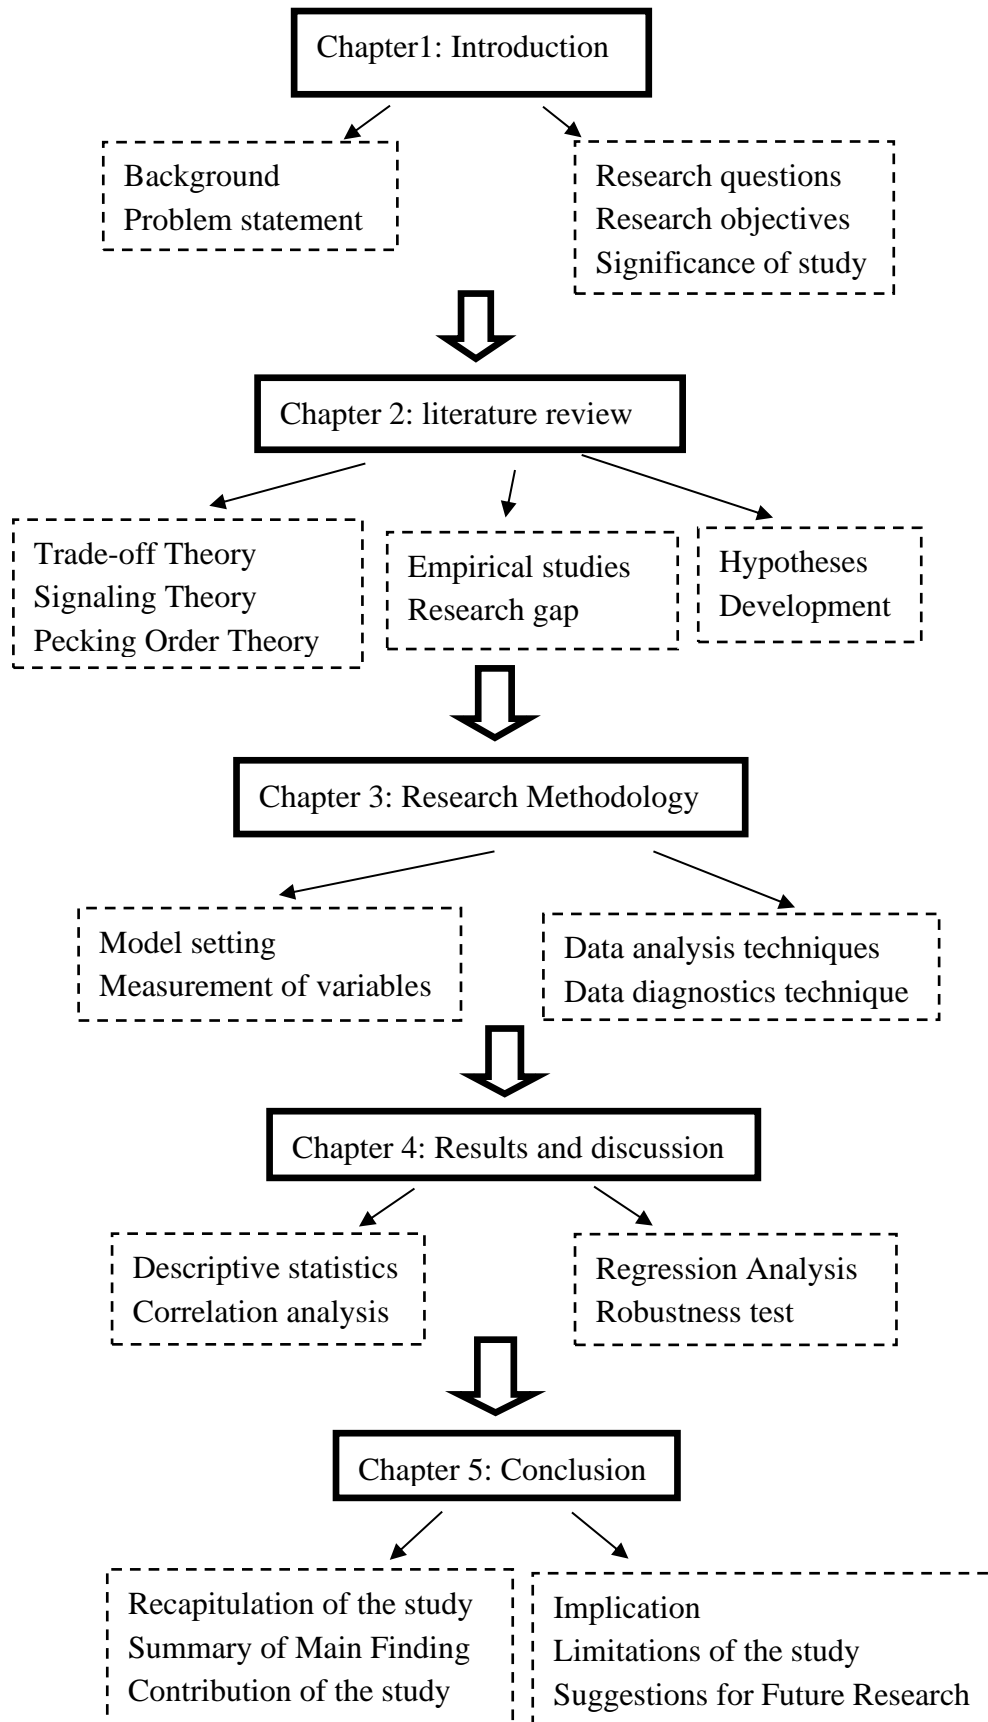 Chapter1: Introduction
Background
Problem statement
Research questions
Research objectives
Significance of study
Chapter 2: literature review
Trade-off Theory
Signaling Theory
Pecking Order Theory
Empirical studies
Research gap
Hypotheses
Development
Chapter 3: Research Methodology
Model setting
Measurement of variables
Data analysis techniques
Data diagnostics technique
Chapter 4: Results and discussion
Descriptive statistics
Correlation analysis
Regression Analysis
Robustness test
Chapter 5: Conclusion
Recapitulation of the study
Summary of Main Finding
Contribution of the study
Implication
Limitations of the study
Suggestions for Future Research